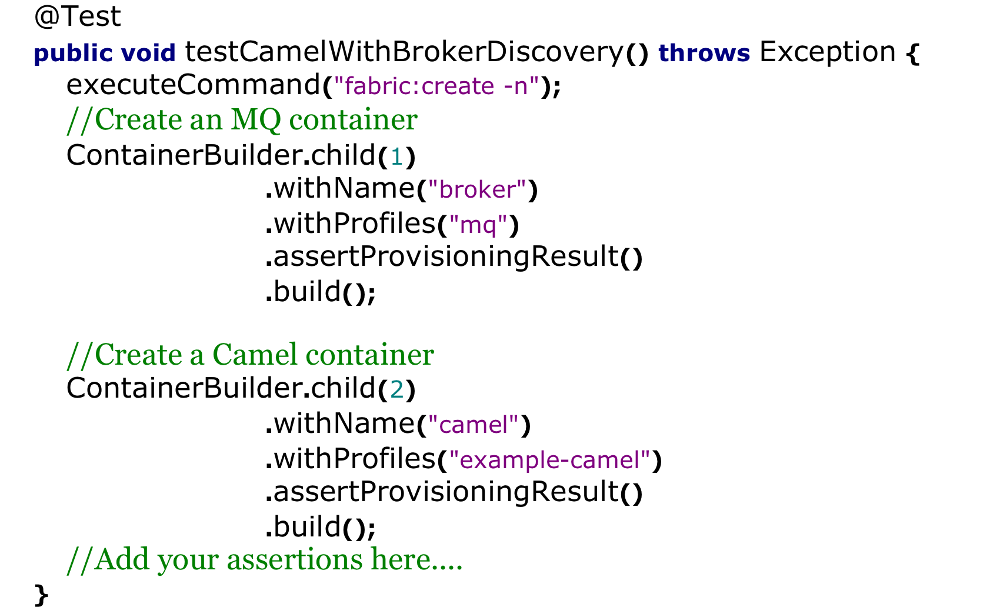 @Test
public void testCamelWithBrokerDiscovery() throws Exception {
executeCommand("fabric:create -n");
//Create an MQ container
ContainerBuilder.child(1)
.withName("broker")
.withProfiles("mq")
.assertProvisioningResult()
.build();
//Create a Camel container
ContainerBuilder.child(2)
.withName("camel")
.withProfiles("example-camel")
.assertProvisioningResult()
.build();
//Add your assertions here....
}